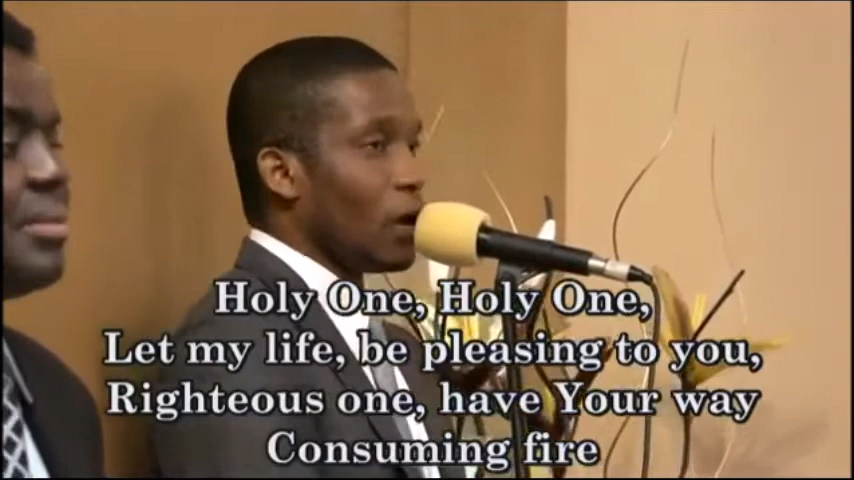 Holy One, Holy One,
Let my life, be pleasing to you,
Righteous one, have Your way
Consuming fire